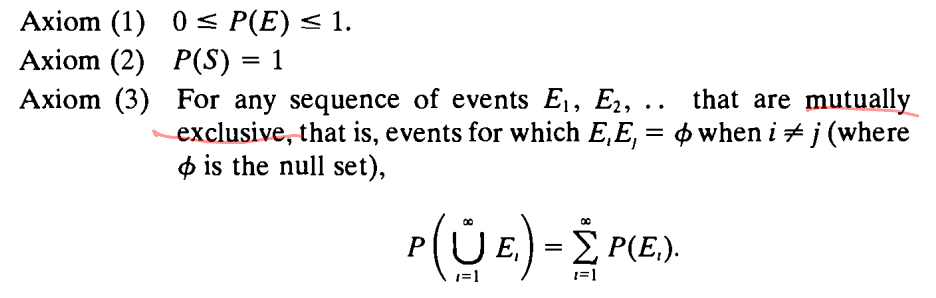 Axiom (1) 0 ≤ P(E) ≤ 1.
Axiom (2) P(S) = 1
Axiom (3) For any sequence of events E₁, E₂, .. that are mutually
exclusive, that is, events for which EᵢEⱼ = ϕ when i ≠ j (where
ϕ is the null set),
P(⋃_{i=1}^{∞} Eᵢ) = ∑_{i=1}^{∞} P(Eᵢ).